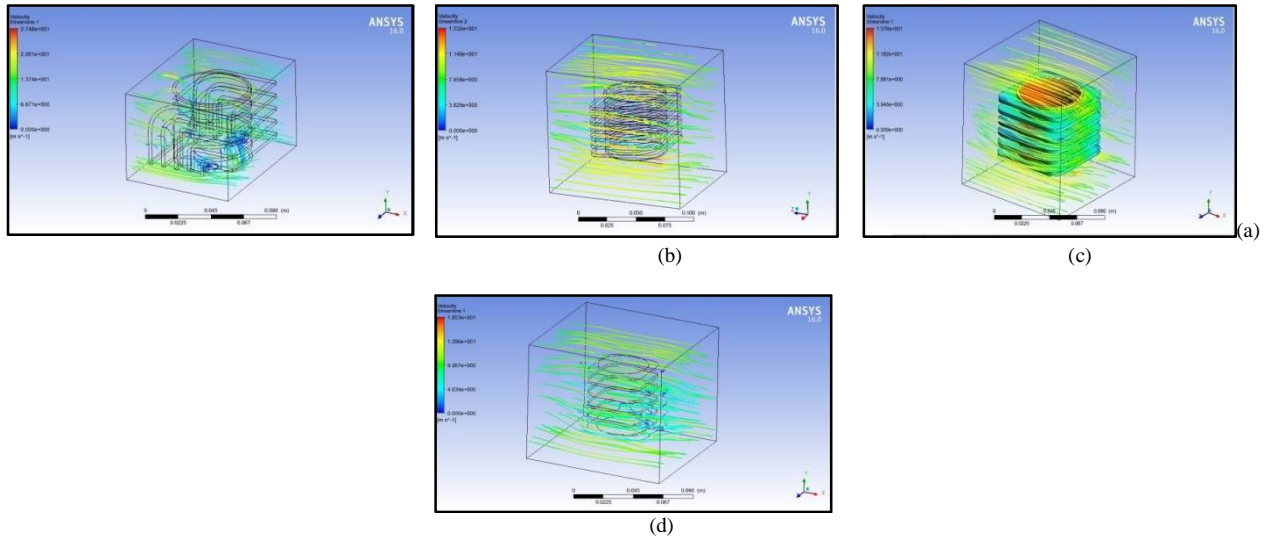 Velocity
Streamline 1
2.748e+001
2.061e+001
1.374e+001
6.871e+000
0.000e+000
[m s^-1]
ANSYS
16.0
0 0.045 0.090 (m)
0.0225 0.067
Y
X
Velocity
Streamline 2
1.532e+001
1.149e+001
7.659e+000
3.829e+000
0.000e+000
[m s^-1]
ANSYS
16.0
0 0.050 0.100 (m)
0.025 0.075
Y
Z
Velocity
Streamline 1
1.576e+001
1.182e+001
7.881e+000
3.940e+000
0.000e+000
[m s^-1]
ANSYS
16.0
0 0.045 0.090 (m)
0.0225 0.067
Y
X
(a)
(b)
(c)
Velocity
Streamline 1
1.853e+001
1.390e+001
9.267e+000
4.634e+000
0.000e+000
[m s^-1]
ANSYS
16.0
0 0.045 0.090 (m)
0.0225 0.067
Y
X
(d)